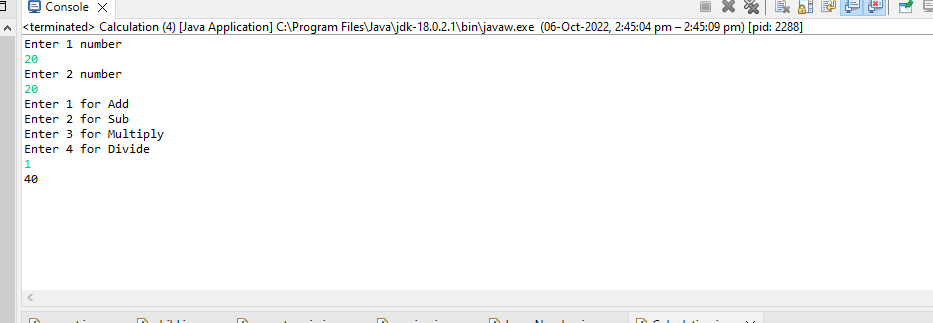 Console
<terminated> Calculation (4) [Java Application] C:\Program Files\Java\jdk-18.0.2.1\bin\javaw.exe (06-Oct-2022, 2:45:04 pm – 2:45:09 pm) [pid: 2288]
Enter 1 number
20
Enter 2 number
20
Enter 1 for Add
Enter 2 for Sub
Enter 3 for Multiply
Enter 4 for Divide
1
40